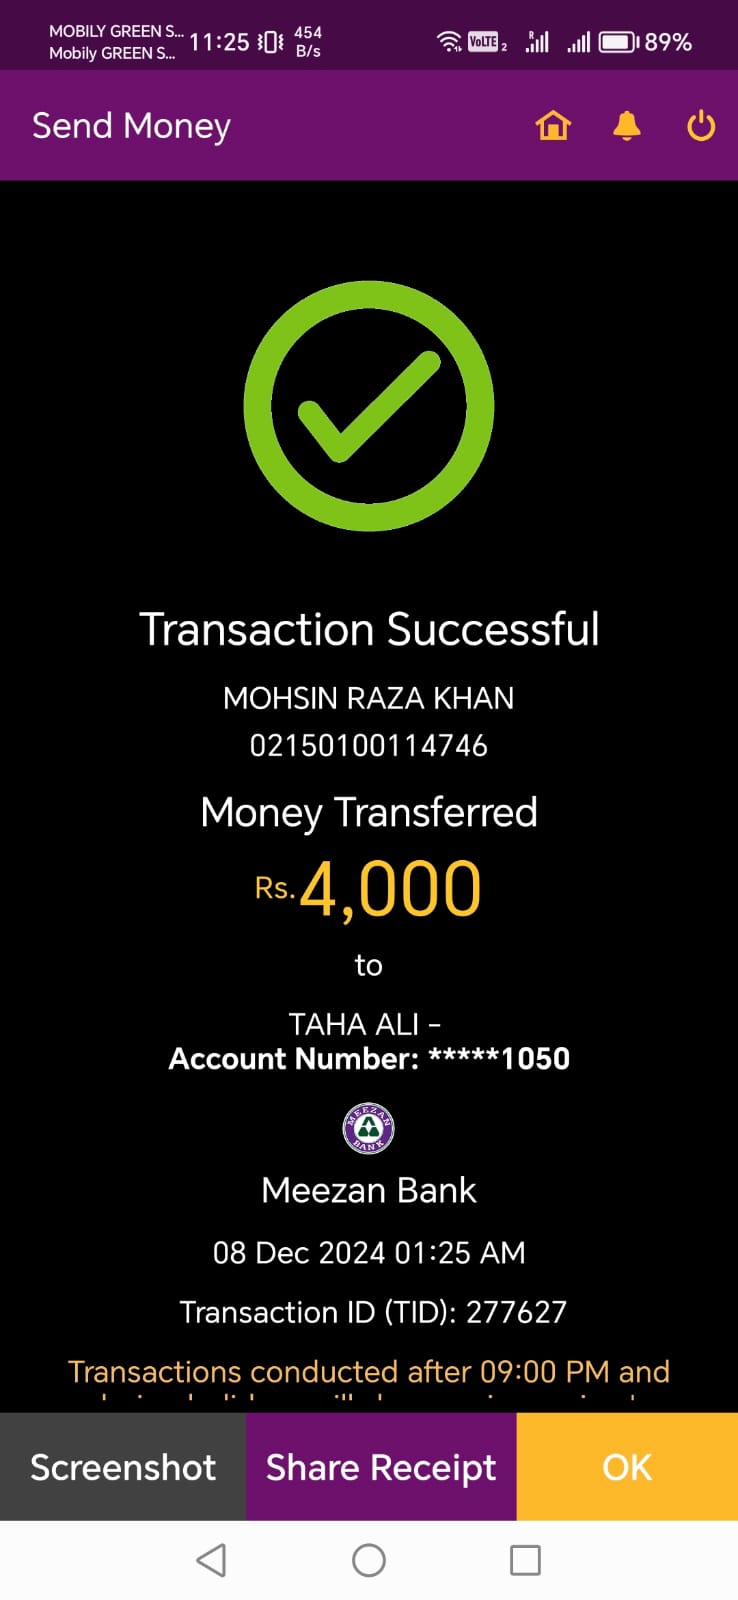 MOBILY GREEN S...
Mobily GREEN S...
11:25
454
B/s
VoLTE 2
R
89%
Send Money
Transaction Successful
MOHSIN RAZA KHAN
02150100114746
Money Transferred
Rs.4,000
to
TAHA ALI -
Account Number: *****1050
MEEZAN
BANK
Meezan Bank
08 Dec 2024 01:25 AM
Transaction ID (TID): 277627
Transactions conducted after 09:00 PM and
Screenshot
Share Receipt
OK